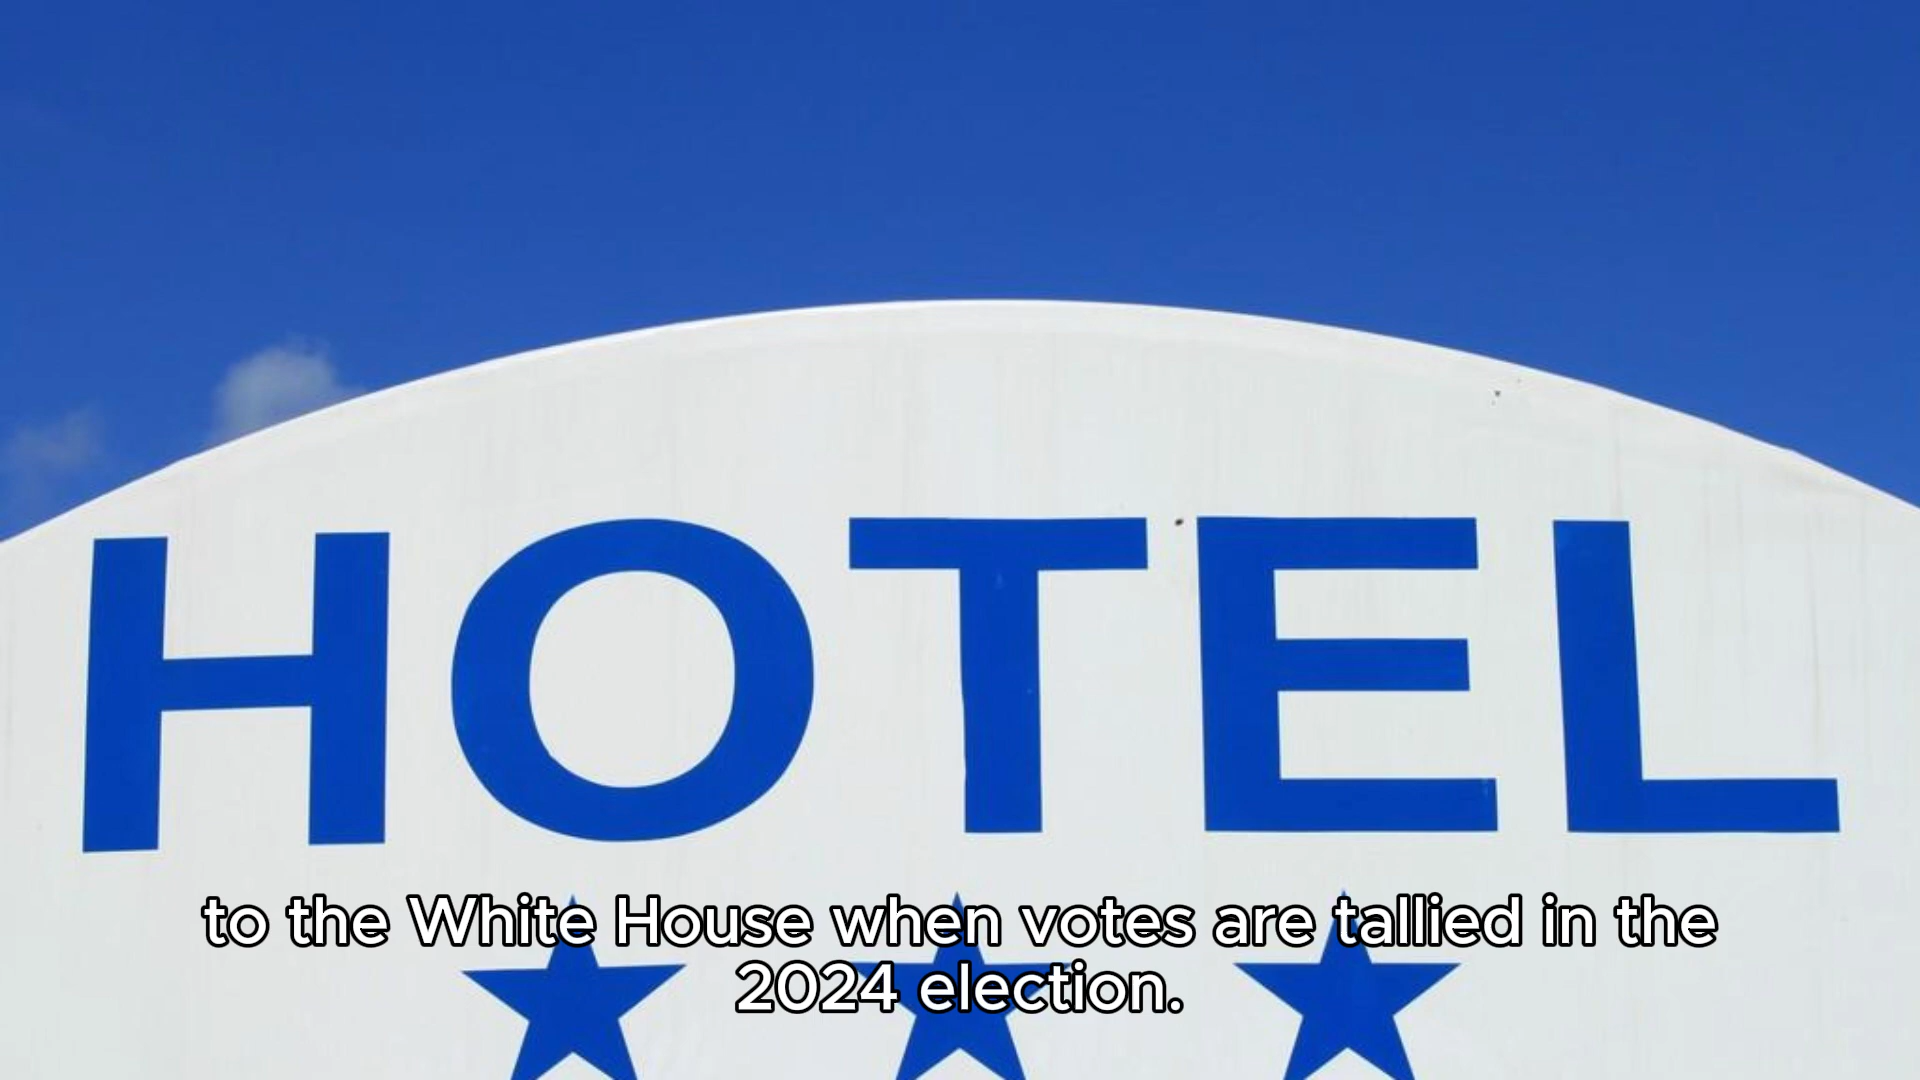 HOTEL
to the White House when votes are tallied in the
2024 election.